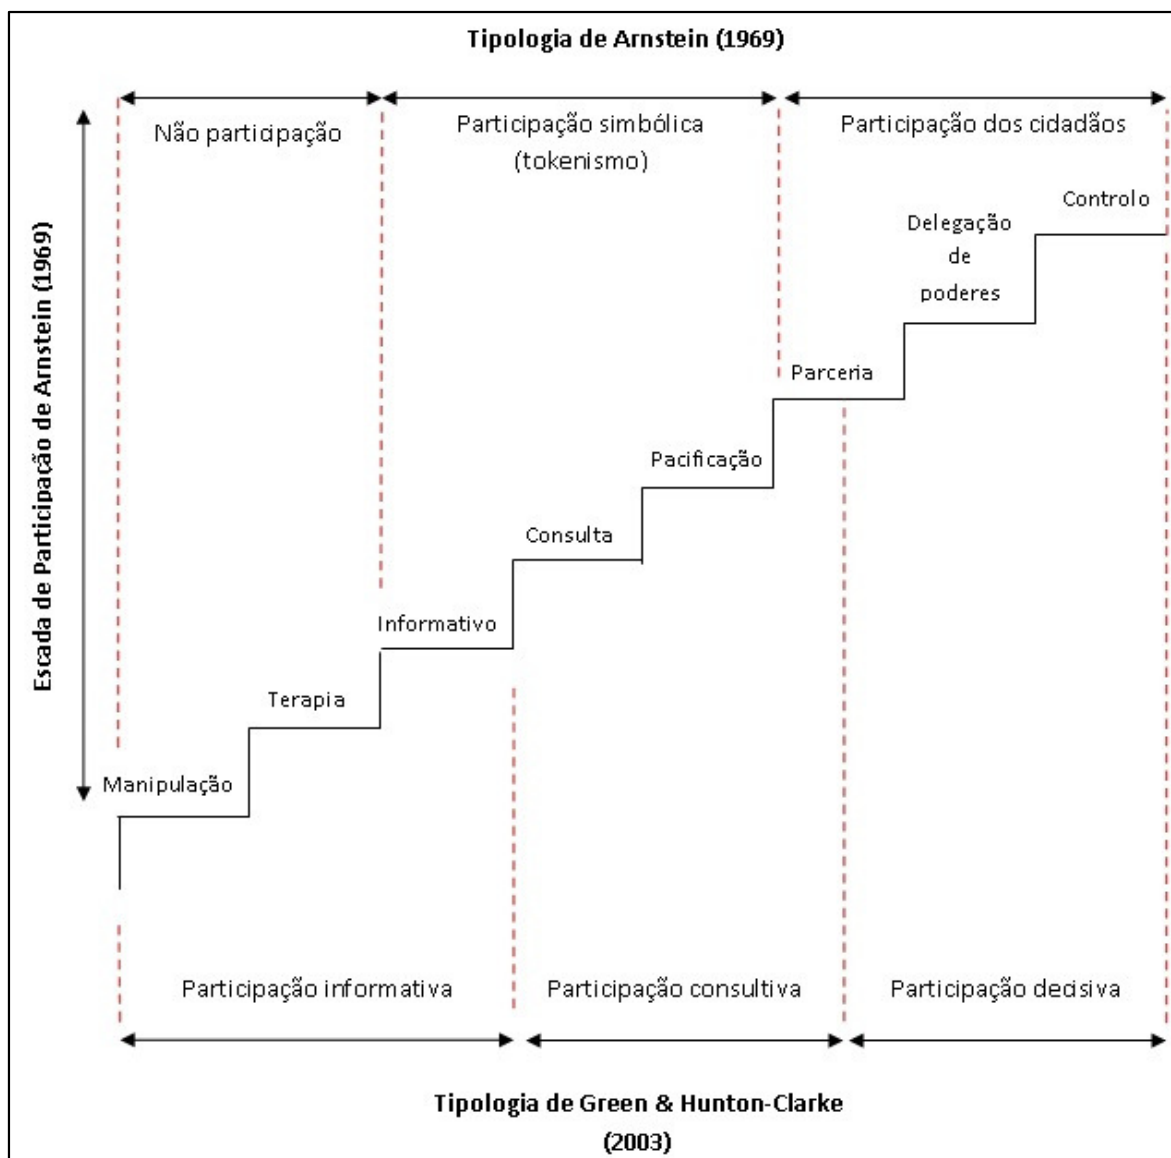 Tipologia de Arnstein (1969)
Não participação
Participação simbólica
(tokenismo)
Participação dos cidadãos
Escada de Participação de Arnstein (1969)
Controlo
Delegação
de
poderes
Parceria
Pacificação
Consulta
Informativo
Terapia
Manipulação
Participação informativa
Participação consultiva
Participação decisiva
Tipologia de Green & Hunton-Clarke
(2003)